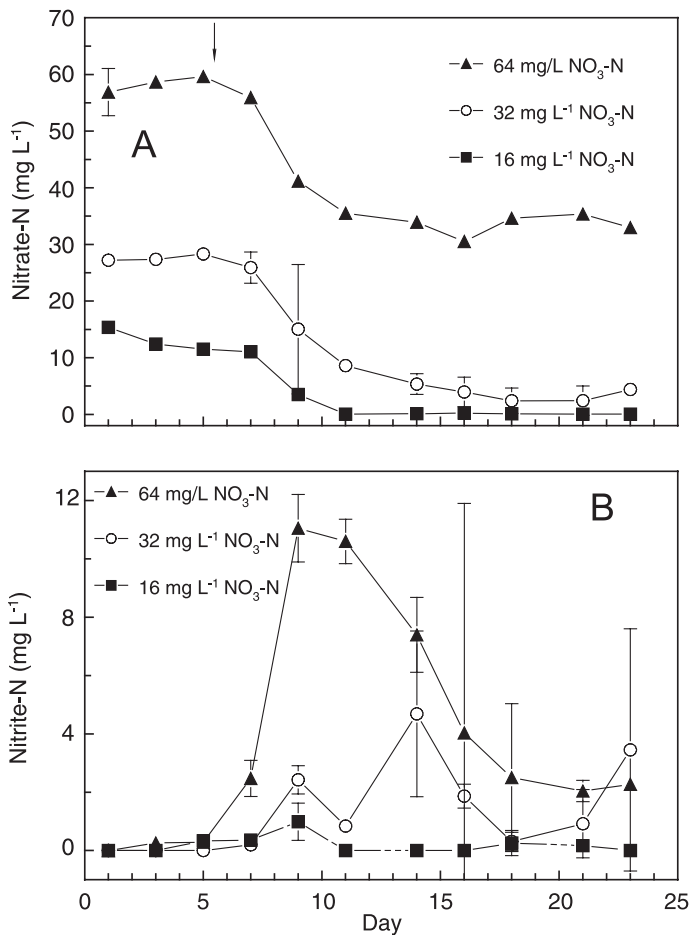 70
60
50
40
30
20
10
0
Nitrate-N (mg L⁻¹)
A
64 mg/L NO₃-N
32 mg L⁻¹ NO₃-N
16 mg L⁻¹ NO₃-N
12
8
4
0
Nitrite-N (mg L⁻¹)
B
64 mg/L NO₃-N
32 mg L⁻¹ NO₃-N
16 mg L⁻¹ NO₃-N
0 5 10 15 20 25
Day